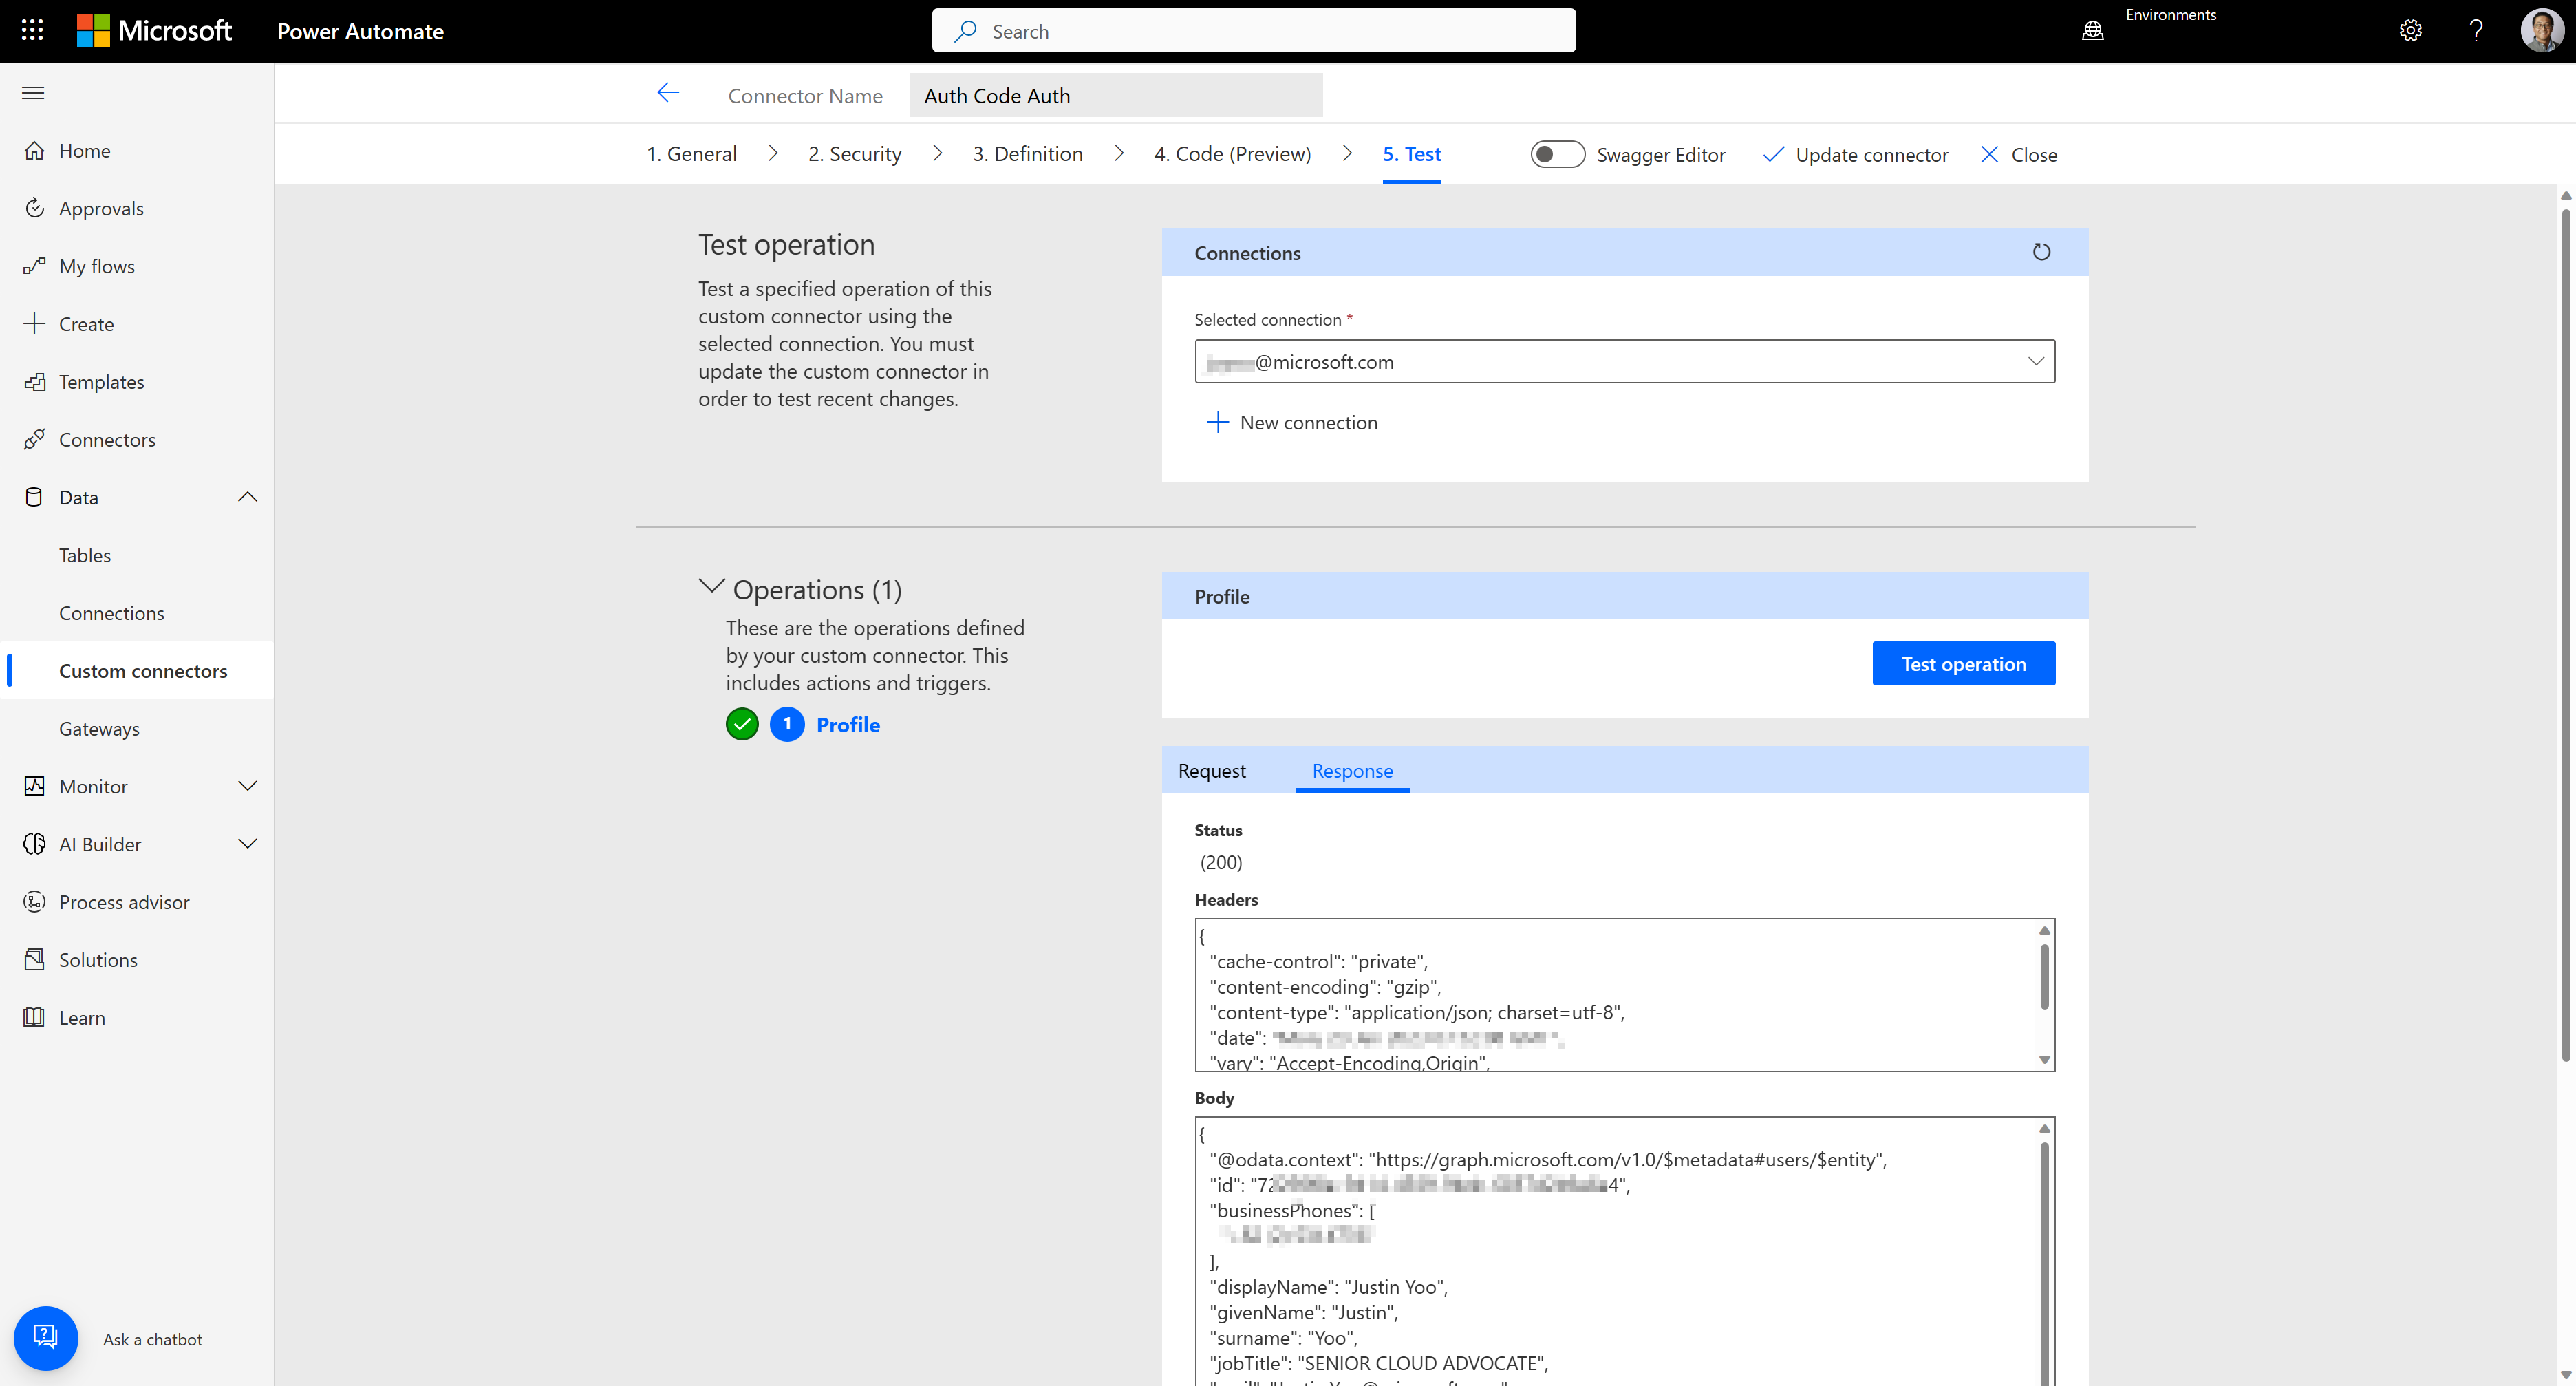 Microsoft
Power Automate
Search
Environments
Connector Name
Auth Code Auth
1. General
2. Security
3. Definition
4. Code (Preview)
5. Test
Swagger Editor
Update connector
Close
Home
Approvals
My flows
Create
Templates
Connectors
Data
Tables
Connections
Custom connectors
Gateways
Monitor
AI Builder
Process advisor
Solutions
Learn
Ask a chatbot
Test operation
Test a specified operation of this
custom connector using the
selected connection. You must
update the custom connector in
order to test recent changes.
Connections
Selected connection *
@microsoft.com
New connection
Operations (1)
These are the operations defined
by your custom connector. This
includes actions and triggers.
1 Profile
Profile
Test operation
Request
Response
Status
(200)
Headers
{
"cache-control": "private",
"content-encoding": "gzip",
"content-type": "application/json; charset=utf-8",
"date":
"vary": "Accept-Encoding,Origin",
Body
{
"@odata.context": "https://graph.microsoft.com/v1.0/$metadata#users/$entity",
"id":
"businessPhones": [
],
"displayName": "Justin Yoo",
"givenName": "Justin",
"surname": "Yoo",
"jobTitle": "SENIOR CLOUD ADVOCATE",